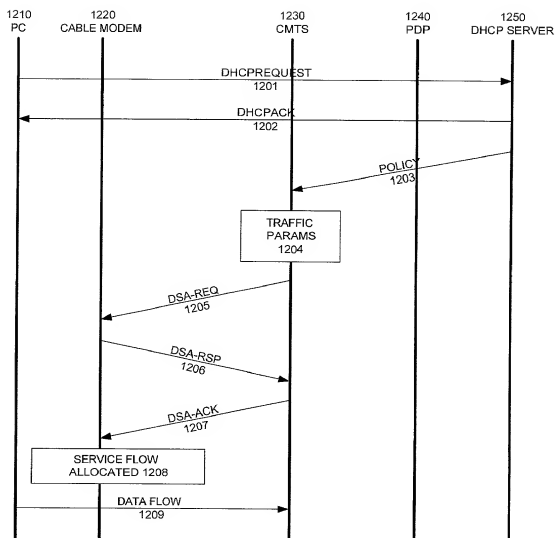 1210
PC
1220
CABLE MODEM
1230
CMTS
1240
PDP
1250
DHCP SERVER
DHCPREQUEST
1201
DHCPACK
1202
POLICY
1203
TRAFFIC
PARAMS
1204
DSA-REQ
1205
DSA-RSP
1206
DSA-ACK
1207
SERVICE FLOW
ALLOCATED 1208
DATA FLOW
1209